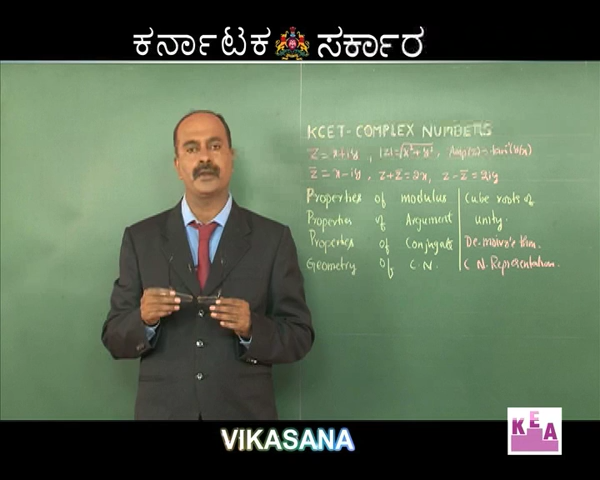 ಕರ್ನಾಟಕ ಸರ್ಕಾರ
KCET - COMPLEX NUMBERS
z = x+iy , |z| = √x²+y² , Amp(z) = tan⁻¹(y/x)
z̄ = x-iy , z+z̄ = 2x , z-z̄ = 2iy
Properties of modulus
Properties of Argument
Properties of Conjugate
Geometry of C.N.
Cube roots of
unity.
De.moivre's thm.
C.N. Representation.
VIKASANA
KEA